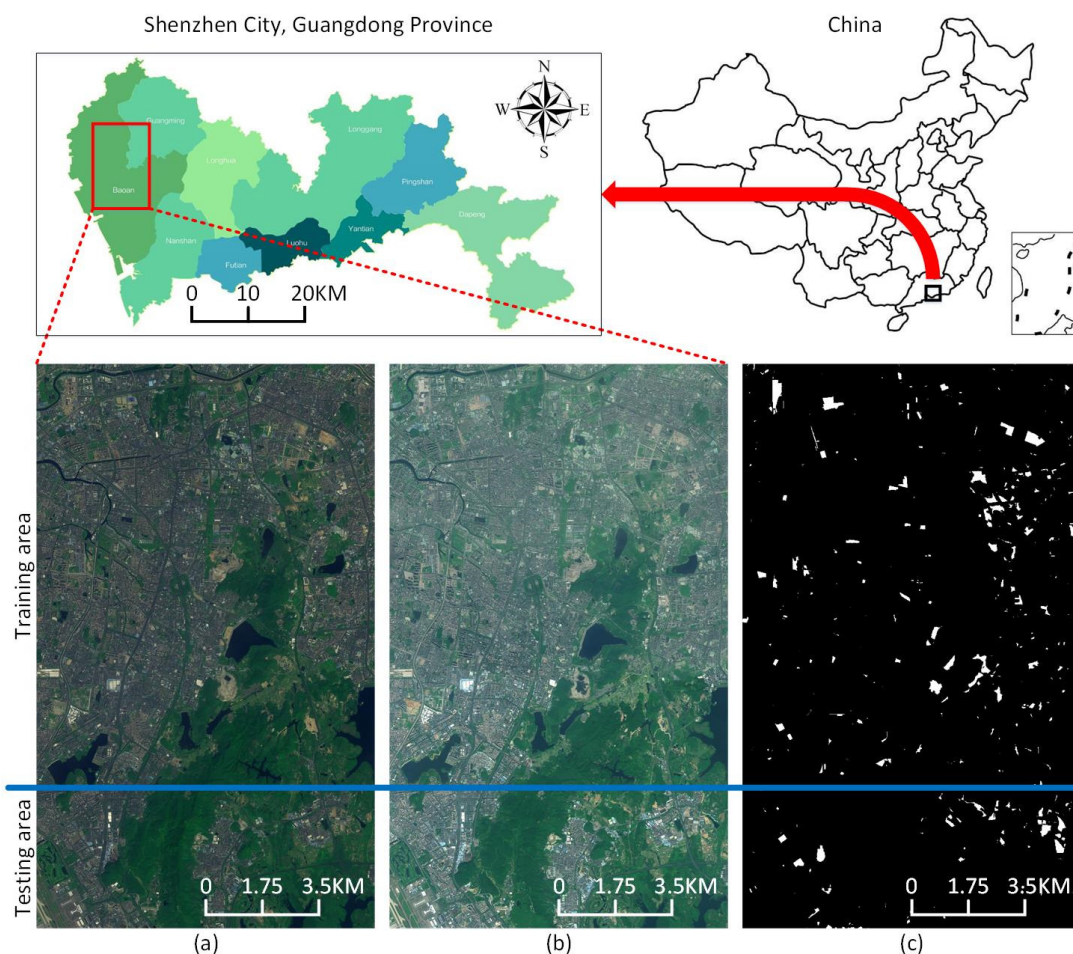 Shenzhen City, Guangdong Province
China
N
W
E
S
Guangming
Longhua
Longgang
Pingshan
Baoan
Dapeng
Nanshan
Luohu
Yantian
Futian
0 10 20KM
Training area
Testing area
0 1.75 3.5KM
0 1.75 3.5KM
0 1.75 3.5KM
(a)
(b)
(c)